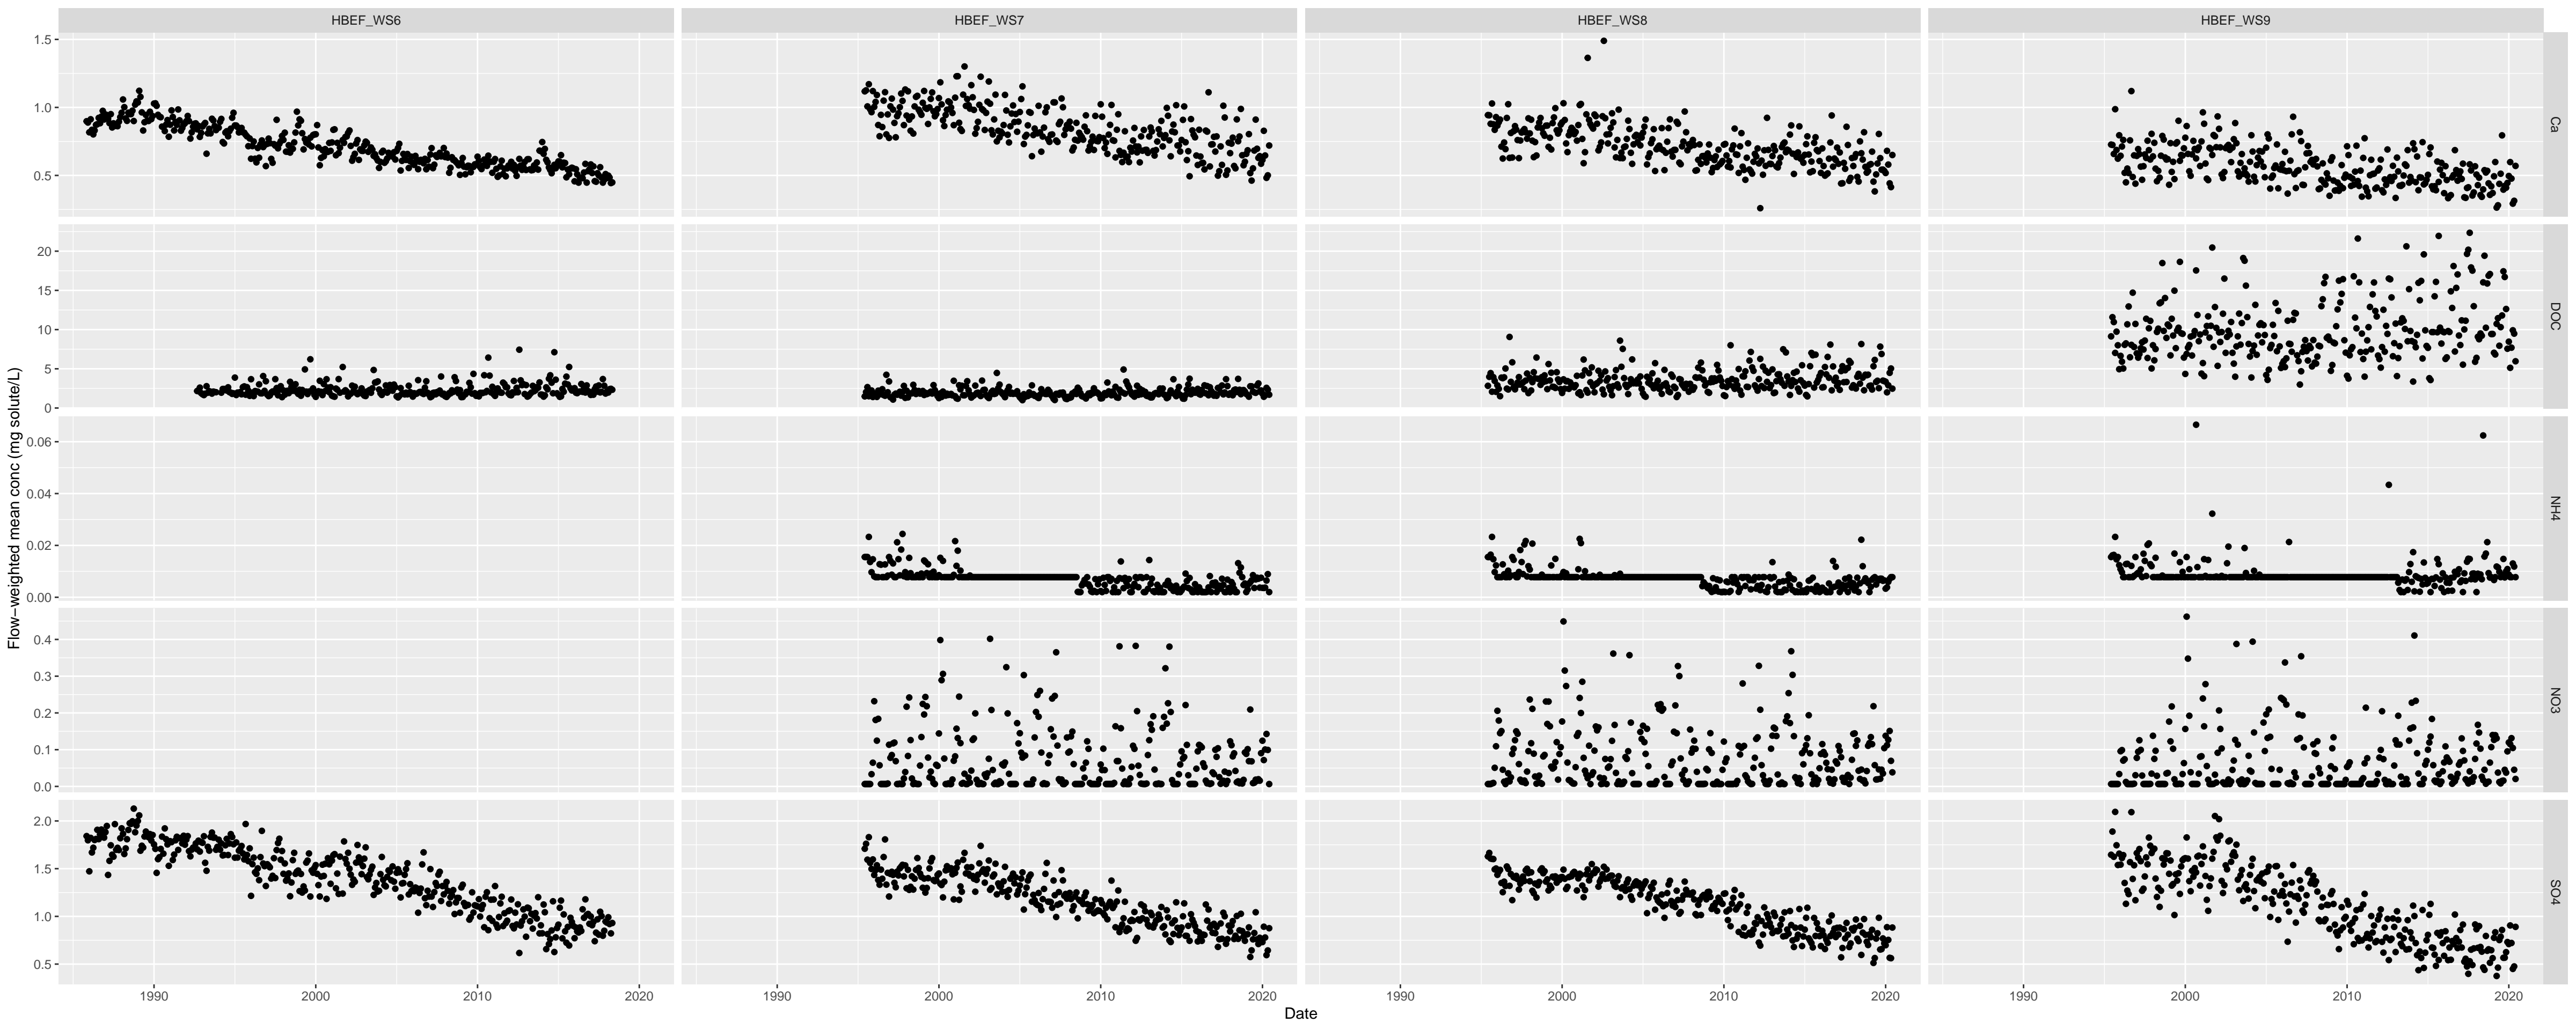 HBEF_WS6 HBEF_WS7 HBEF_WS8 HBEF_WS9
Flow−weighted mean conc (mg solute/L)
1.5
1.0
0.5
Ca
20
15
10
5
0
DOC
0.06
0.04
0.02
0.00
NH4
0.4
0.3
0.2
0.1
0.0
NO3
2.0
1.5
1.0
0.5
SO4
1990 2000 2010 2020 1990 2000 2010 2020 1990 2000 2010 2020 1990 2000 2010 2020
Date